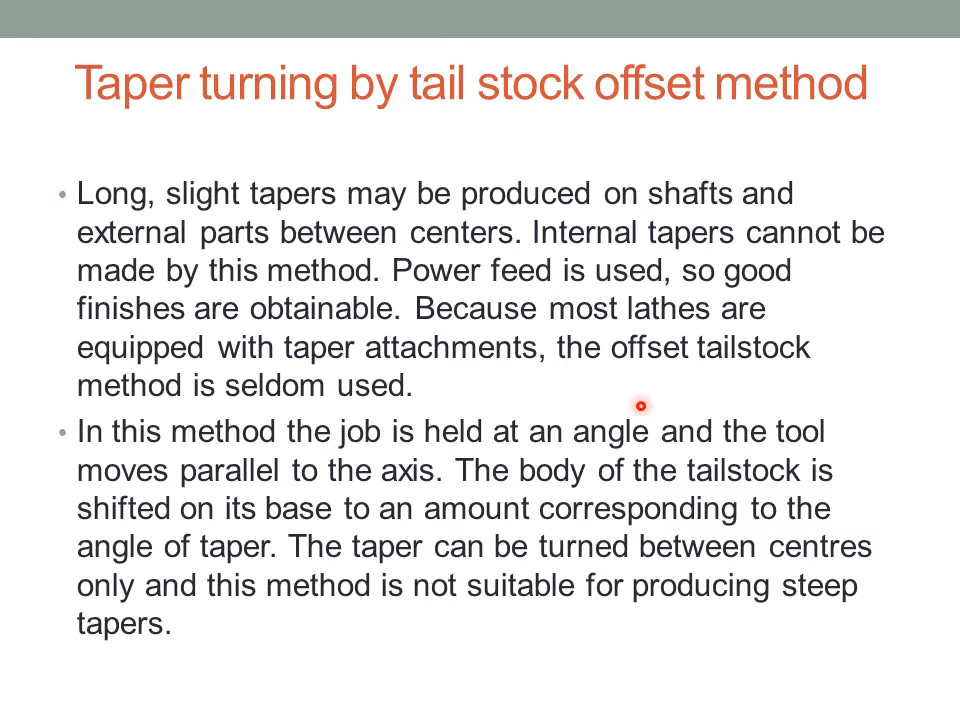 Taper turning by tail stock offset method
• Long, slight tapers may be produced on shafts and
external parts between centers. Internal tapers cannot be
made by this method. Power feed is used, so good
finishes are obtainable. Because most lathes are
equipped with taper attachments, the offset tailstock
method is seldom used.
• In this method the job is held at an angle and the tool
moves parallel to the axis. The body of the tailstock is
shifted on its base to an amount corresponding to the
angle of taper. The taper can be turned between centres
only and this method is not suitable for producing steep
tapers.